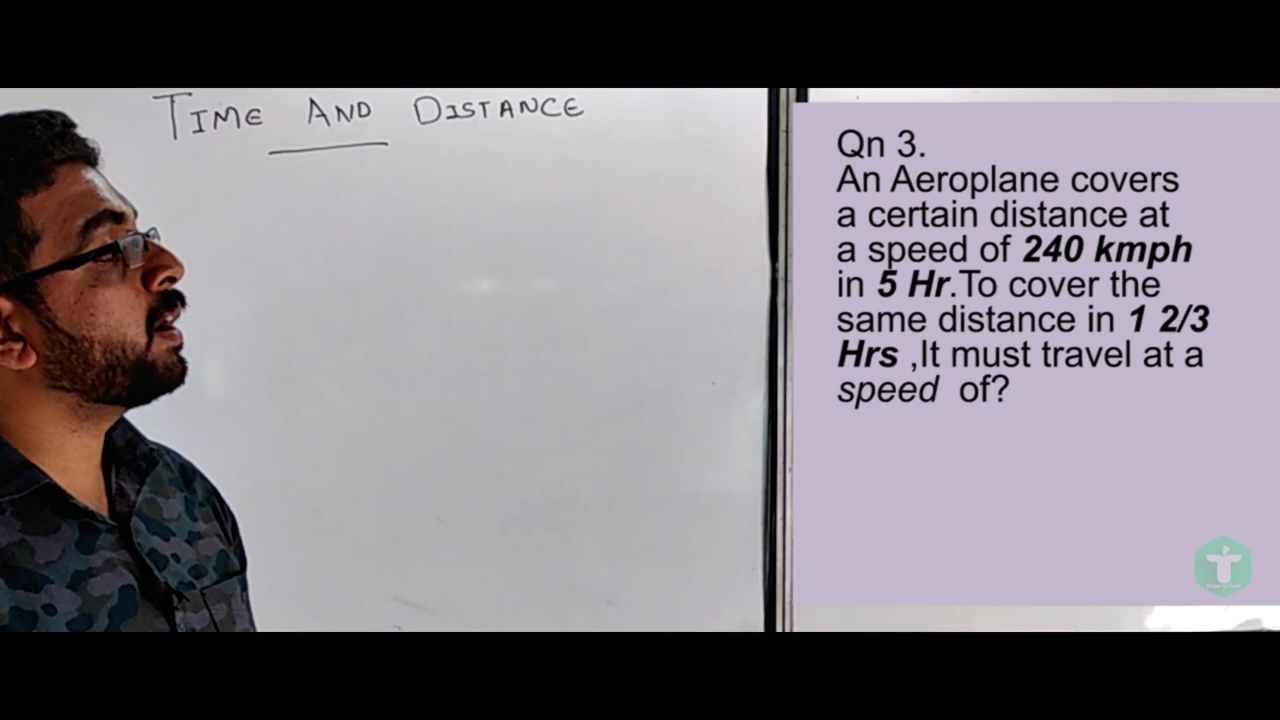 TIME AND DISTANCE
Qn 3.
An Aeroplane covers
a certain distance at
a speed of 240 kmph
in 5 Hr.To cover the
same distance in 1 2/3
Hrs ,It must travel at a
speed of?